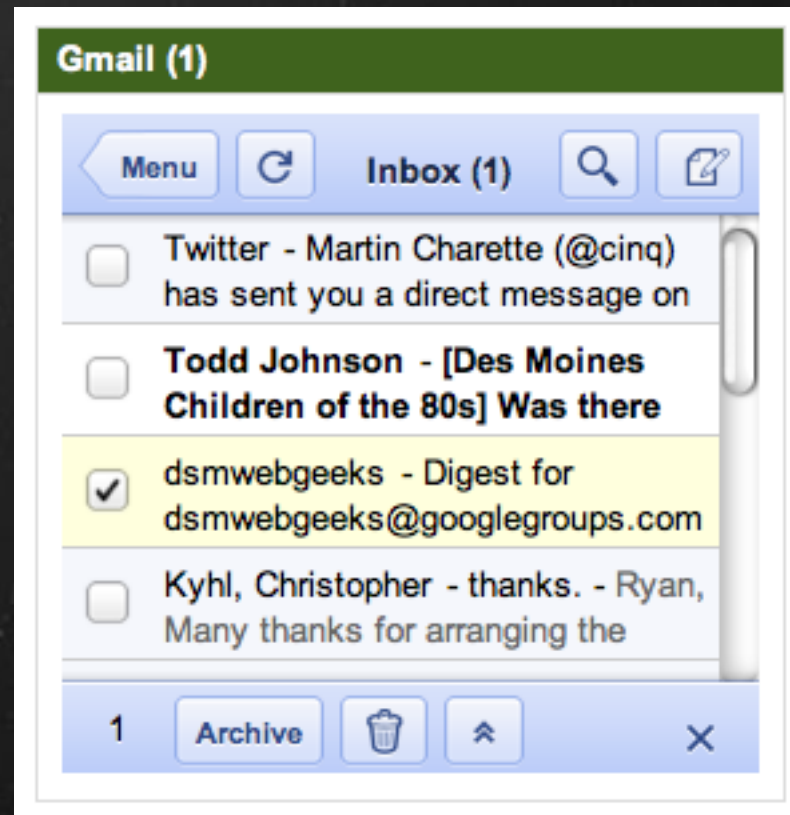 Gmail (1)
Menu Inbox (1)
Twitter - Martin Charette (@cinq)
has sent you a direct message on
Todd Johnson - [Des Moines
Children of the 80s] Was there
dsmwebgeeks - Digest for
dsmwebgeeks@googlegroups.com
Kyhl, Christopher - thanks. - Ryan,
Many thanks for arranging the
1 Archive